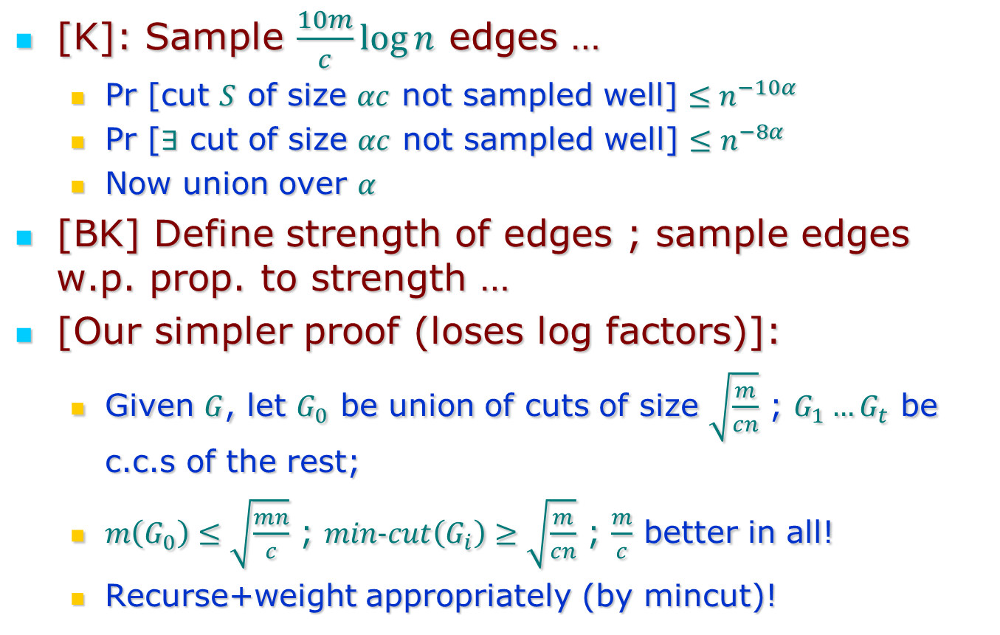 [K]: Sample $\frac{10m}{c} \log n$ edges …
Pr [cut $S$ of size $\alpha c$ not sampled well] $\leq n^{-10\alpha}$
Pr [$\exists$ cut of size $\alpha c$ not sampled well] $\leq n^{-8\alpha}$
Now union over $\alpha$
[BK] Define strength of edges ; sample edges
w.p. prop. to strength …
[Our simpler proof (loses log factors)]:
Given $G$, let $G_0$ be union of cuts of size $\sqrt{\frac{m}{cn}}$ ; $G_1 \ldots G_t$ be
c.c.s of the rest;
$m(G_0) \leq \sqrt{\frac{mn}{c}}$ ; $min\text{-}cut(G_i) \geq \sqrt{\frac{m}{cn}}$ ; $\frac{m}{c}$ better in all!
Recurse+weight appropriately (by mincut)!